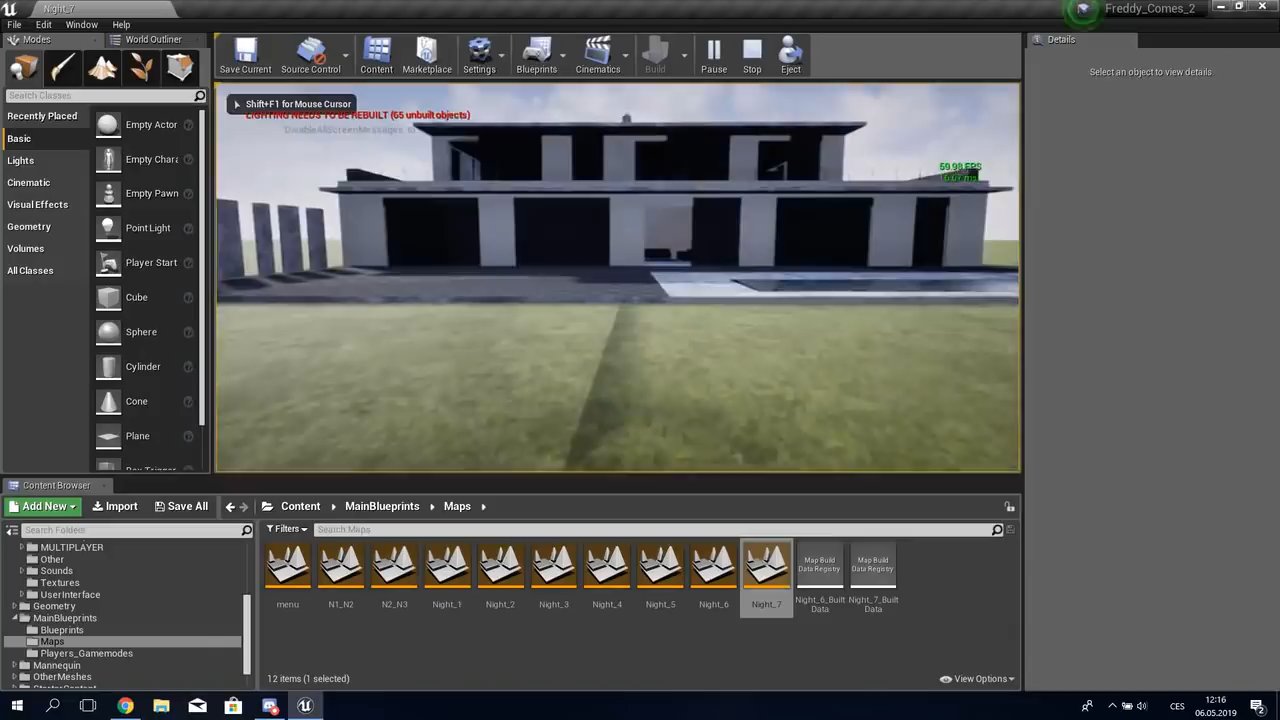 Night_7
Freddy_Comes_2
File Edit Window Help
Modes
World Outliner
Search Classes
Recently Placed
Basic
Lights
Cinematic
Visual Effects
Geometry
Volumes
All Classes
Empty Actor
Empty Chara
Empty Pawn
Point Light
Player Start
Cube
Sphere
Cylinder
Cone
Plane
Save Current
Source Control
Content
Marketplace
Settings
Blueprints
Cinematics
Build
Pause
Stop
Eject
Shift+F1 for Mouse Cursor
LIGHTING NEEDS TO BE REBUILT (65 unbuilt objects)
'DisableAllScreenMessages' to
59.98 FPS
Details
Select an object to view details.
Content Browser
Add New
Import
Save All
Content
MainBlueprints
Maps
Search Folders
MULTIPLAYER
Other
Sounds
Textures
UserInterface
Geometry
MainBlueprints
Blueprints
Maps
Players_Gamemodes
Mannequin
OtherMeshes
Filters
Search Maps
menu
N1_N2
N2_N3
Night_1
Night_2
Night_3
Night_4
Night_5
Night_6
Night_7
Map Build
Data Registry
Night_6_Built
Data
Map Build
Data Registry
Night_7_Built
Data
12 items (1 selected)
View Options
CES
12:16
06.05.2019
2